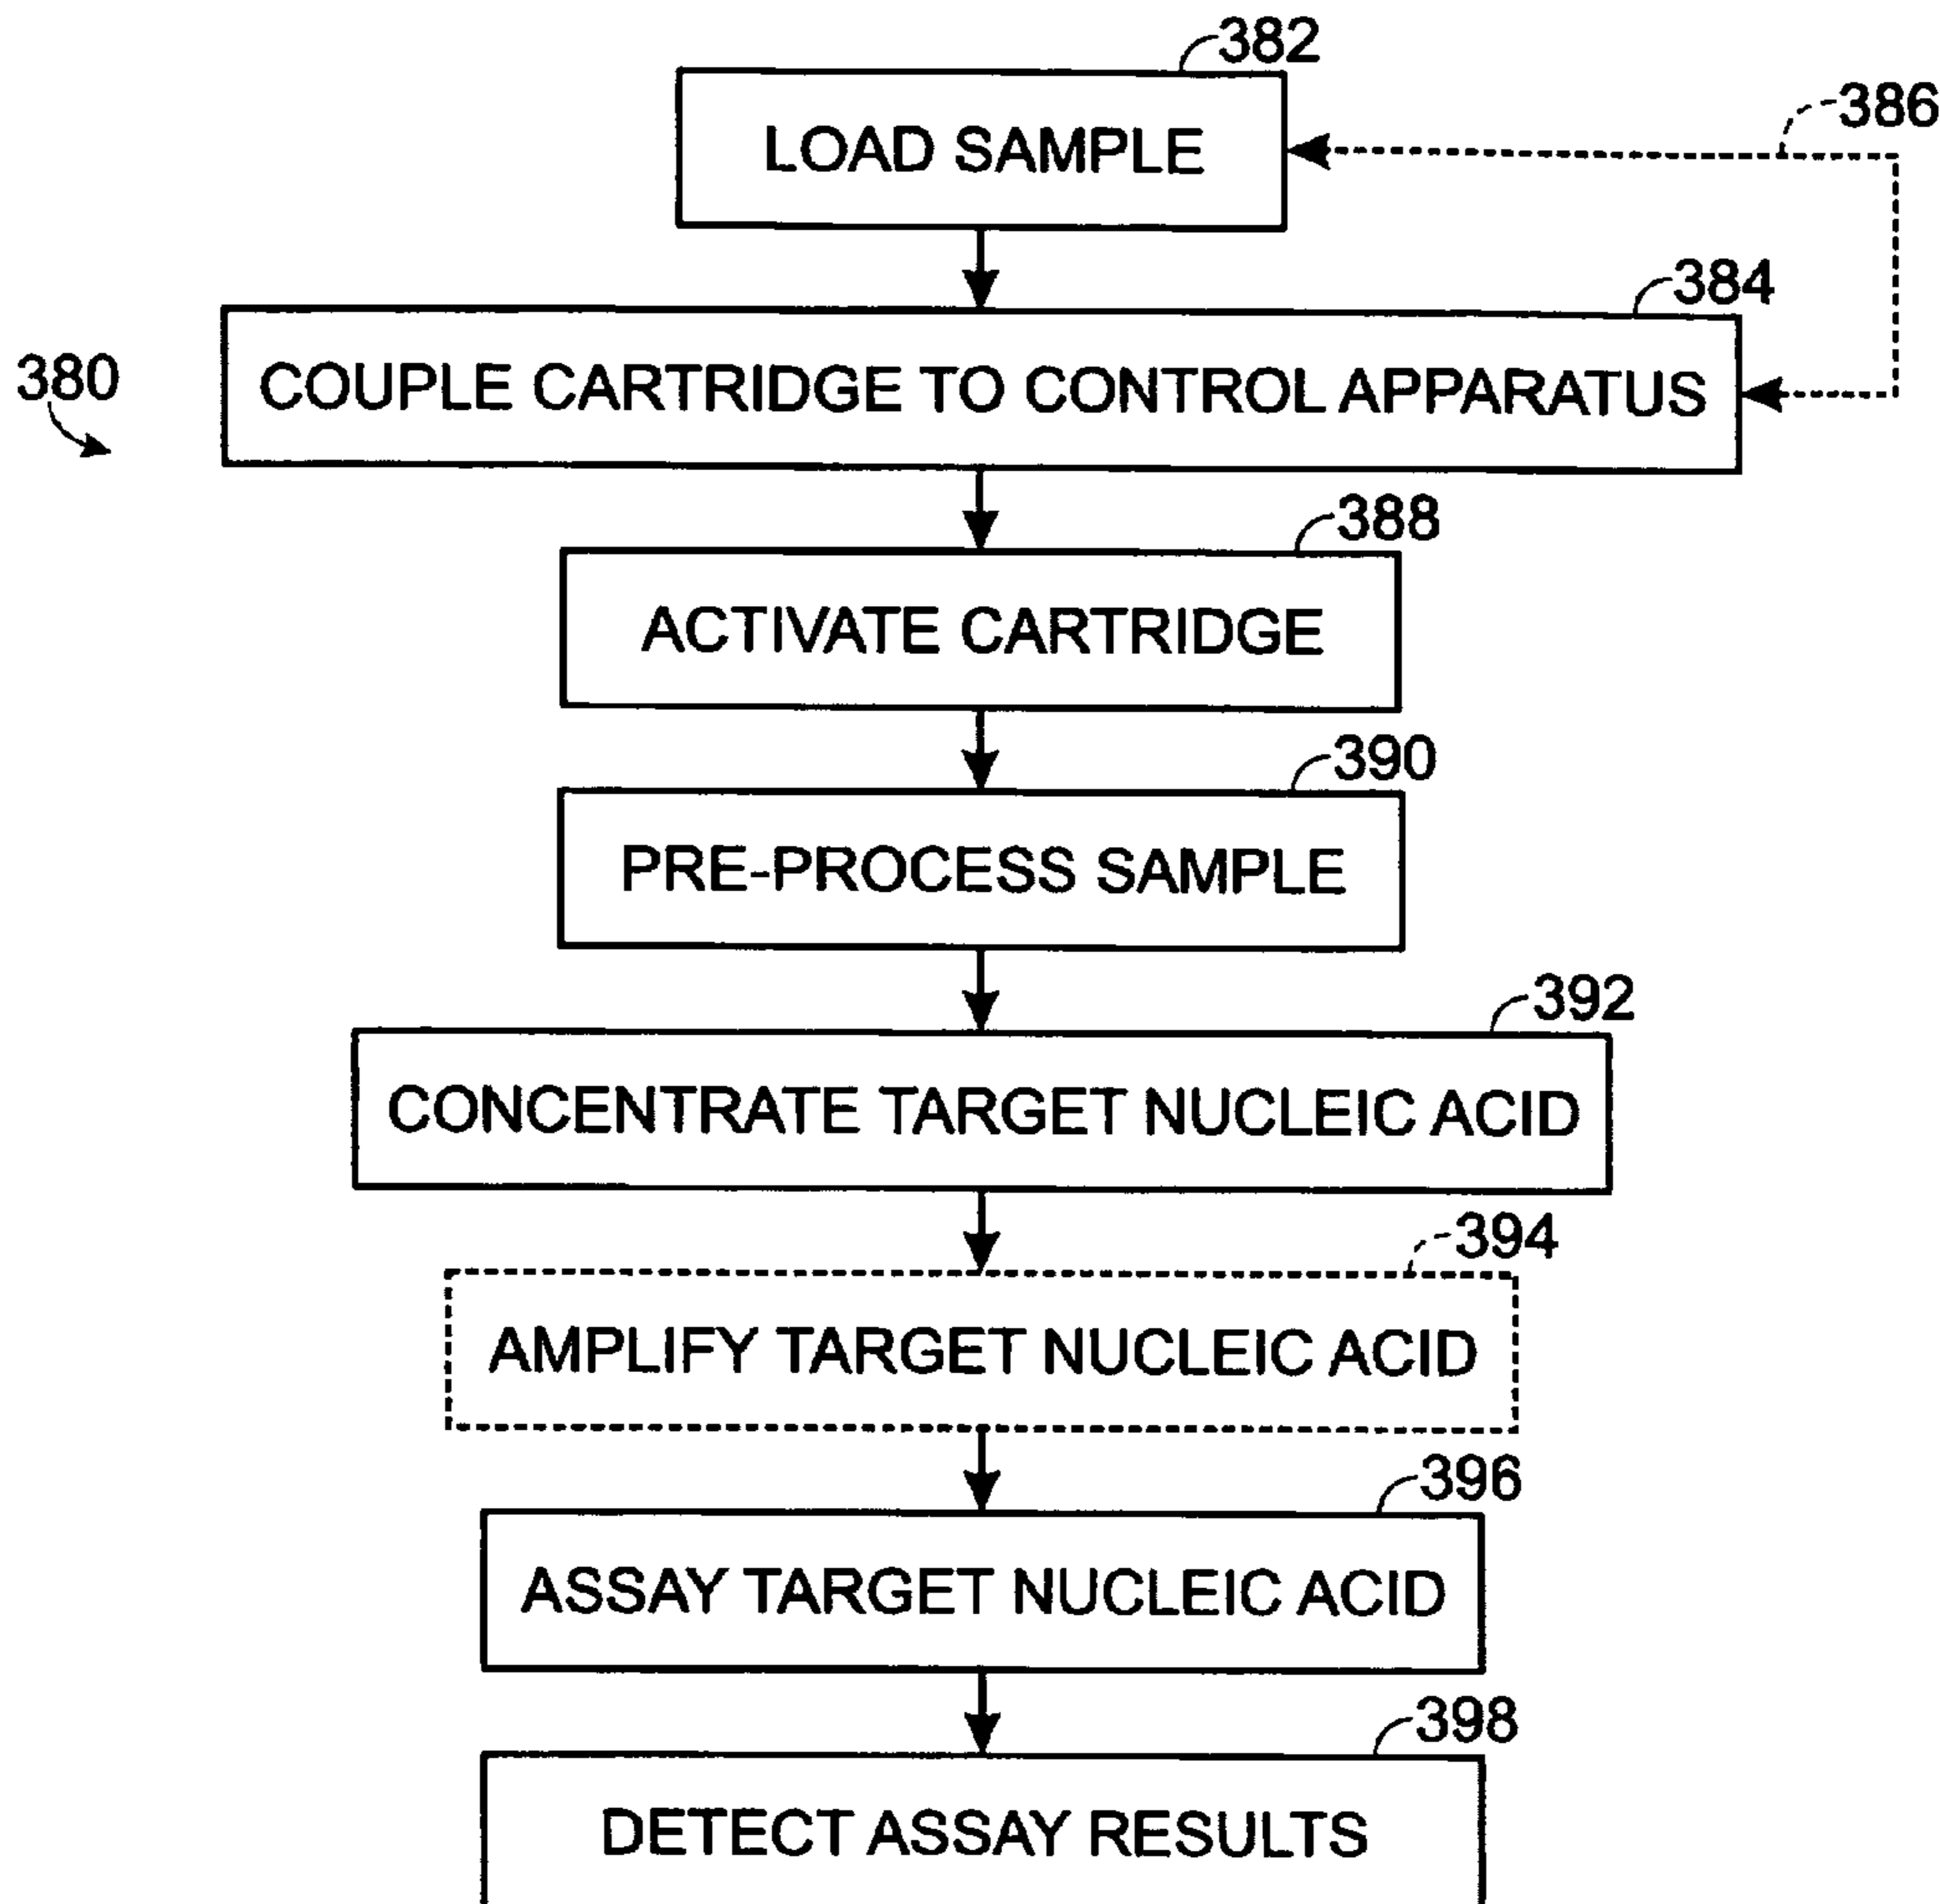 382
LOAD SAMPLE
386
384
380
COUPLE CARTRIDGE TO CONTROL APPARATUS
388
ACTIVATE CARTRIDGE
390
PRE-PROCESS SAMPLE
392
CONCENTRATE TARGET NUCLEIC ACID
394
AMPLIFY TARGET NUCLEIC ACID
396
ASSAY TARGET NUCLEIC ACID
398
DETECT ASSAY RESULTS